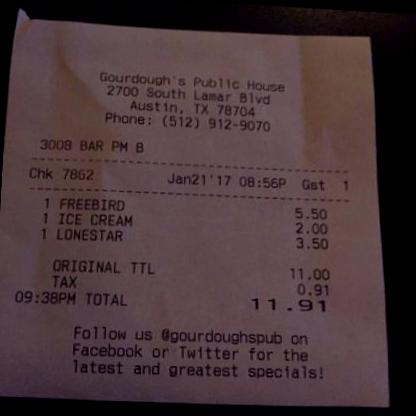 Gourdough's Public House
2700 South Lamar Blvd
Austin, TX 78704
Phone: (512) 912-9070
3008 BAR PM B
Chk 7862 Jan21'17 08:56P Gst 1
1 FREEBIRD 5.50
1 ICE CREAM 2.00
1 LONESTAR 3.50
ORIGINAL TTL 11.00
TAX 0.91
09:38PM TOTAL 11.91
Follow us @gourdoughspub on
Facebook or Twitter for the
latest and greatest specials!